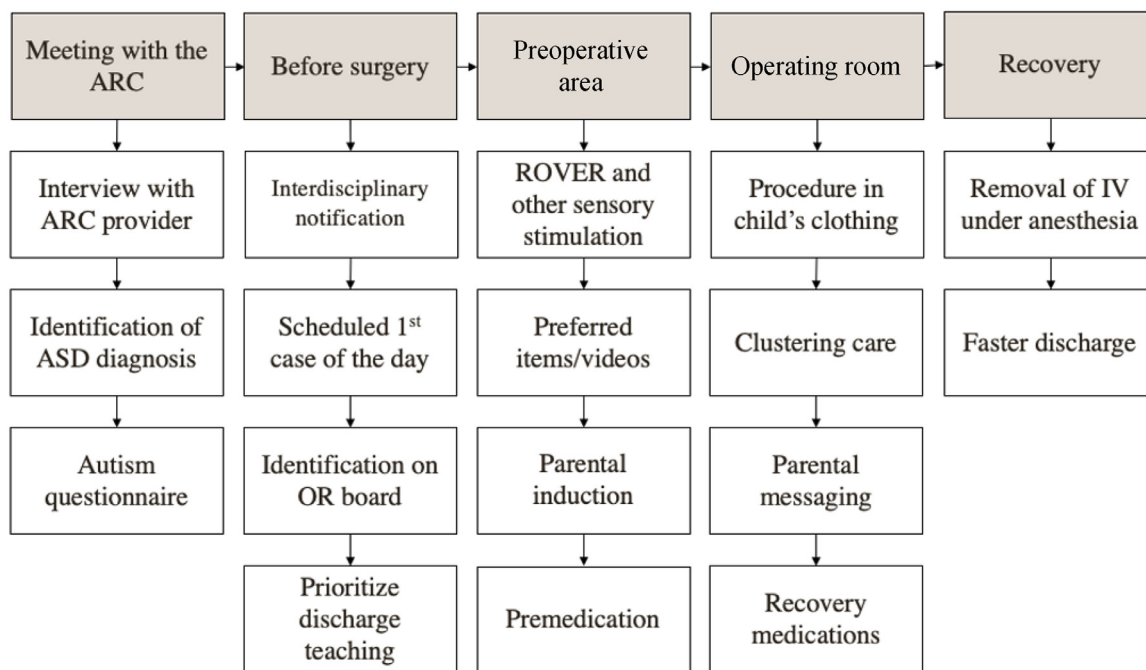 Meeting with the
ARC
Before surgery
Preoperative
area
Operating room
Recovery
Interview with
ARC provider
Interdisciplinary
notification
ROVER and
other sensory
stimulation
Procedure in
child's clothing
Removal of IV
under anesthesia
Identification of
ASD diagnosis
Scheduled 1st
case of the day
Preferred
items/videos
Clustering care
Faster discharge
Autism
questionnaire
Identification on
OR board
Parental
induction
Parental
messaging
Prioritize
discharge
teaching
Premedication
Recovery
medications